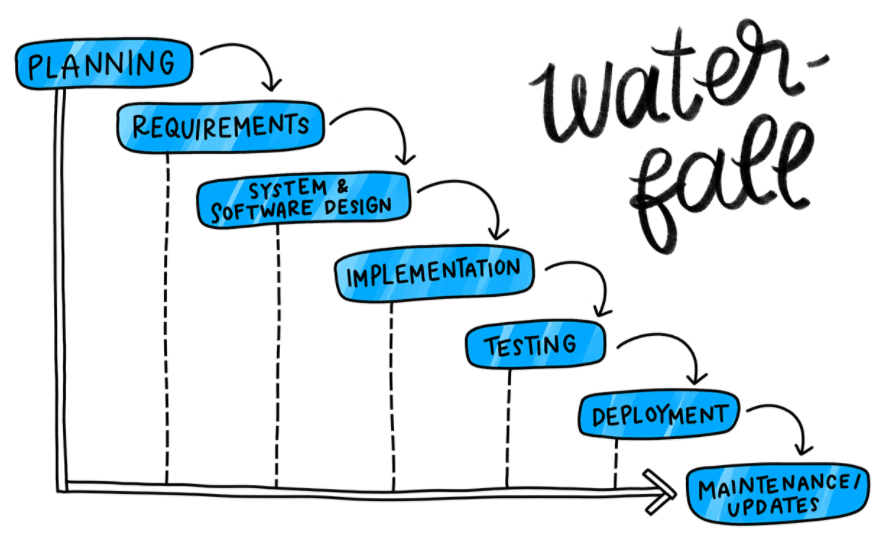 PLANNING
water-
fall
REQUIREMENTS
SYSTEM &
SOFTWARE DESIGN
IMPLEMENTATION
TESTING
DEPLOYMENT
MAINTENANCE/
UPDATES